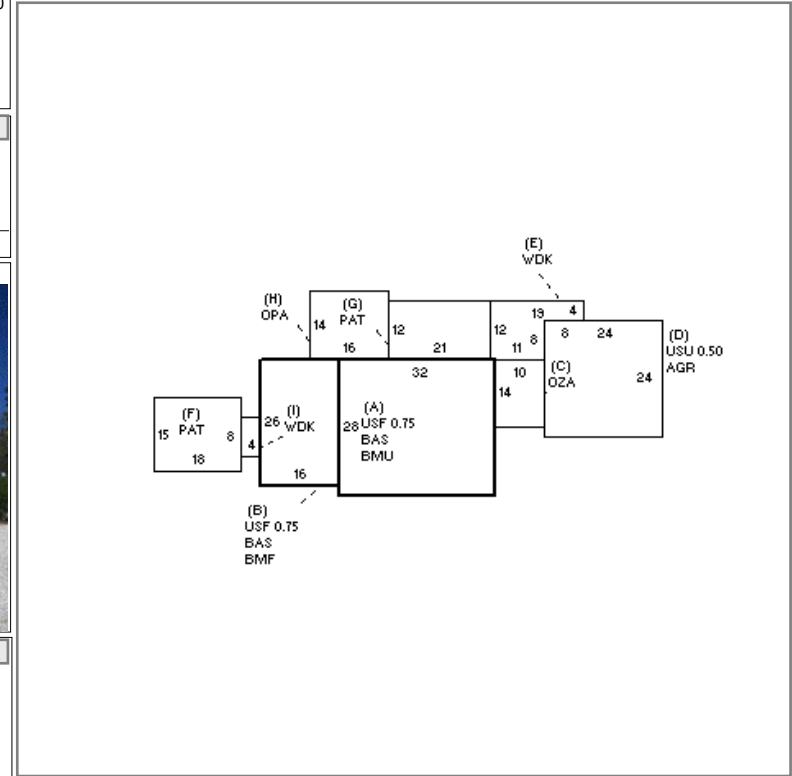 (E)
WDK
(H)
OPA
(G)
PAT
14
16
12
21
19
4
12
8
11
8
24
(D)
USU 0.50
AGR
24
32
10
(C)
OZA
14
(F)
PAT
15
8
18
4
26
(I)
WDK
28
(A)
USF 0.75
BAS
BMU
16
(B)
USF 0.75
BAS
BMF